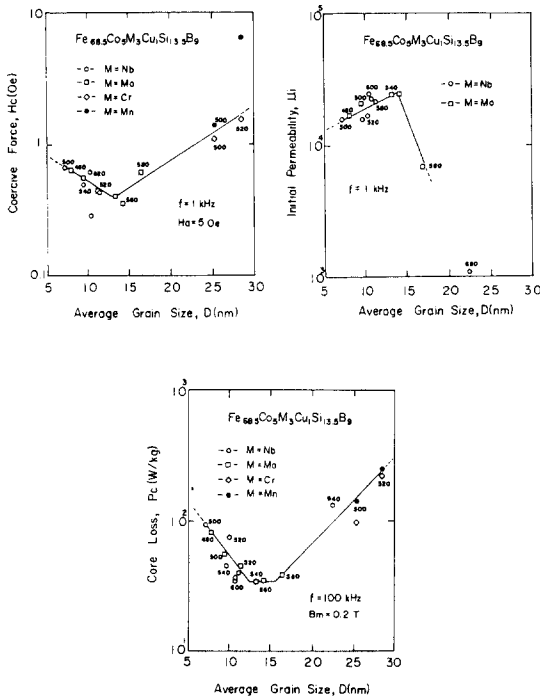 Fe68.5Co5M3Cu1Si13.5B9
M = Nb
M = Mo
M = Cr
M = Mn
500
480
620
540
520
560
580
500
500
520
f = 1 kHz
Ha = 5 Oe
Coercive Force, Hc(Oe)
10
1
0.1
5
10
15
20
25
30
Average Grain Size, D(nm)
Fe68.5Co5M3Cu1Si13.5B9
M = Nb
M = Mo
600
540
500
480
580
500
520
580
680
f = 1 kHz
Initial Permeability, μi
10^5
10^4
10^3
5
10
15
20
25
30
Average Grain Size, D(nm)
Fe68.5Co5M3Cu1Si13.5B9
M = Nb
M = Mo
M = Cr
M = Mn
500
480
520
500
520
540
600
540
560
580
640
500
520
f = 100 kHz
Bm = 0.2 T
Core Loss, Pc(W/kg)
10^3
10^2
10^1
5
10
15
20
25
30
Average Grain Size, D(nm)